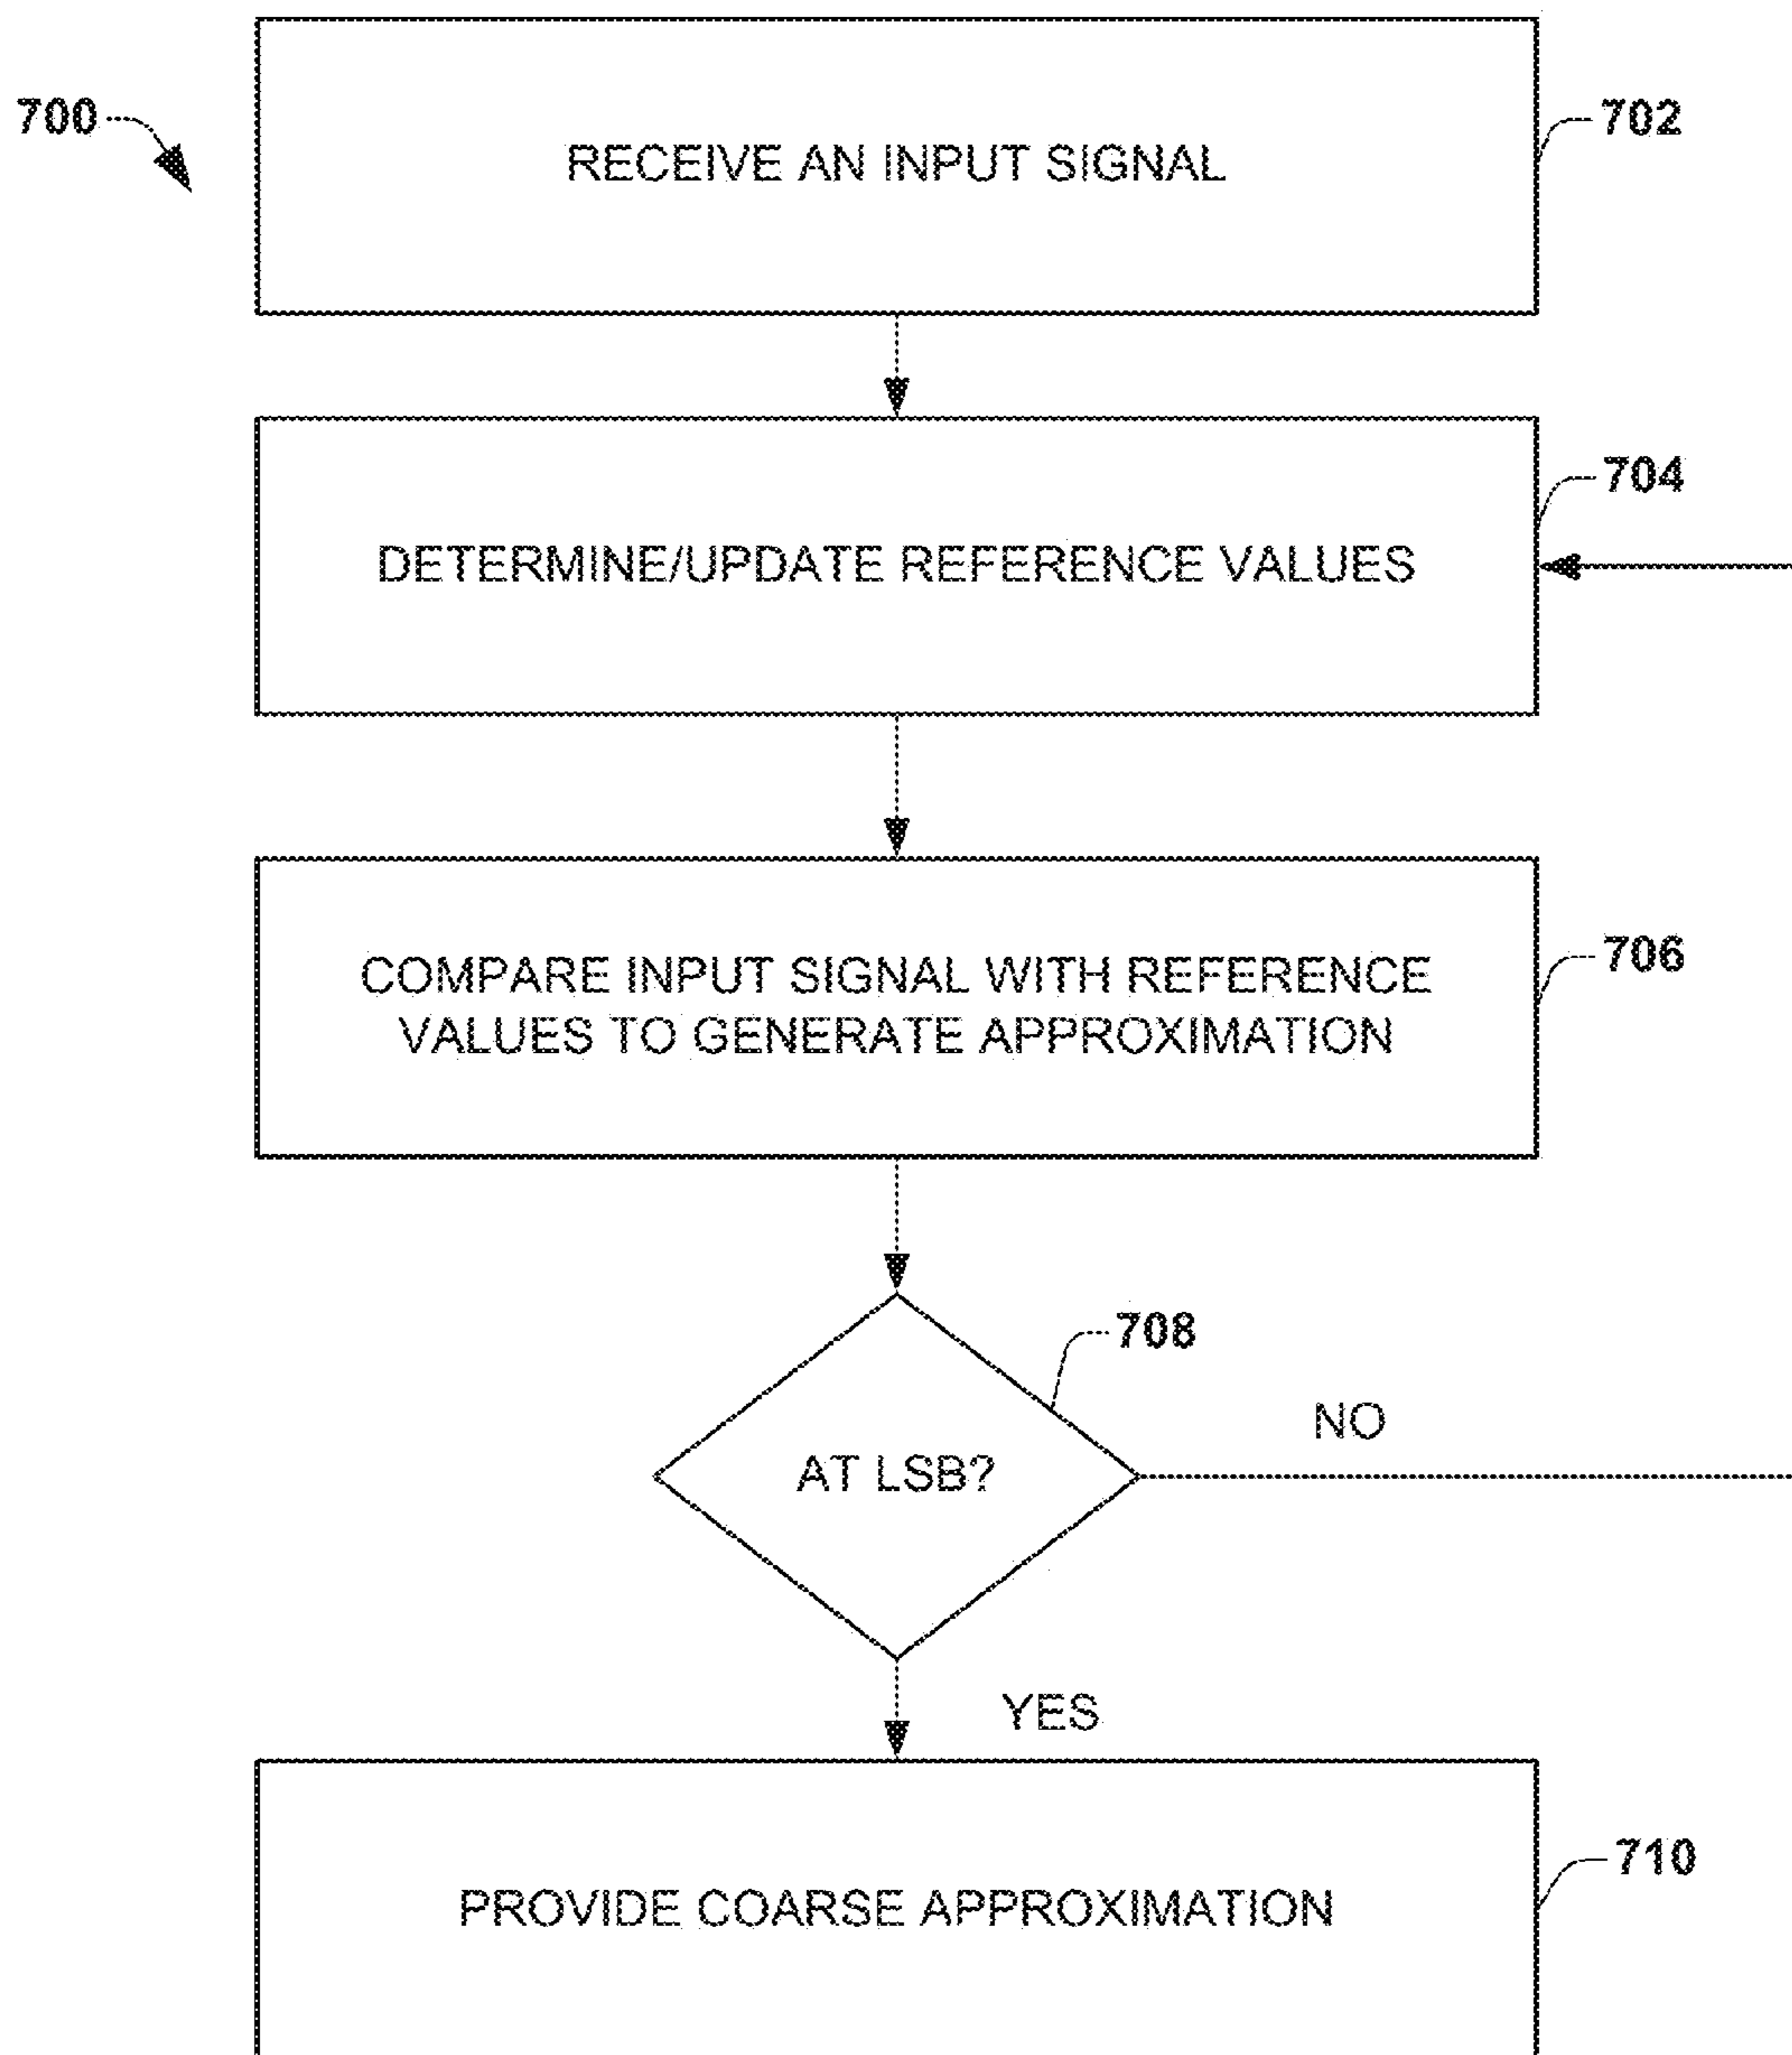 700
702
RECEIVE AN INPUT SIGNAL
704
DETERMINE/UPDATE REFERENCE VALUES
706
COMPARE INPUT SIGNAL WITH REFERENCE
VALUES TO GENERATE APPROXIMATION
708
NO
AT LSB?
YES
710
PROVIDE COARSE APPROXIMATION